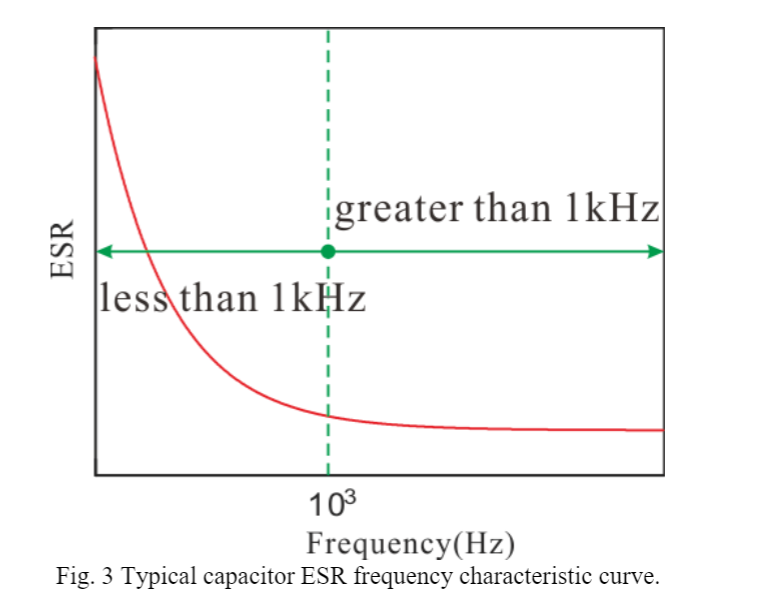 greater than 1kHz
ESR
less than 1kHz
10³
Frequency(Hz)
Fig. 3 Typical capacitor ESR frequency characteristic curve.